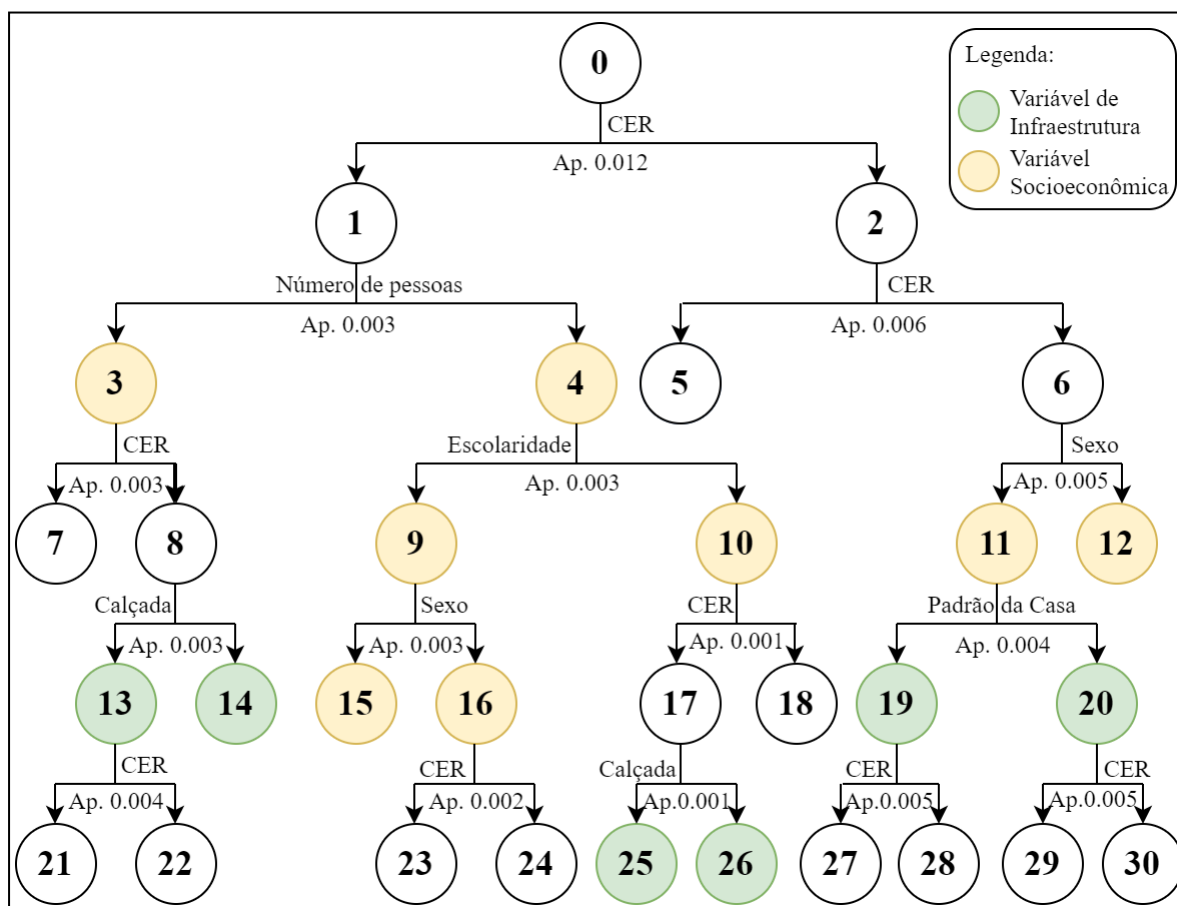 0
Legenda:
Variável de
Infraestrutura
Variável
Socioeconômica
CER
Ap. 0.012
1
2
Número de pessoas
CER
Ap. 0.003
Ap. 0.006
3
4
5
6
CER
Escolaridade
Sexo
Ap. 0.003
Ap. 0.003
Ap. 0.005
7
8
9
10
11
12
Calçada
Sexo
CER
Padrão da Casa
Ap. 0.003
Ap. 0.003
Ap. 0.001
Ap. 0.004
13
14
15
16
17
18
19
20
CER
CER
Calçada
CER
CER
Ap. 0.004
Ap. 0.002
Ap.0.001
Ap.0.005
Ap.0.005
21
22
23
24
25
26
27
28
29
30